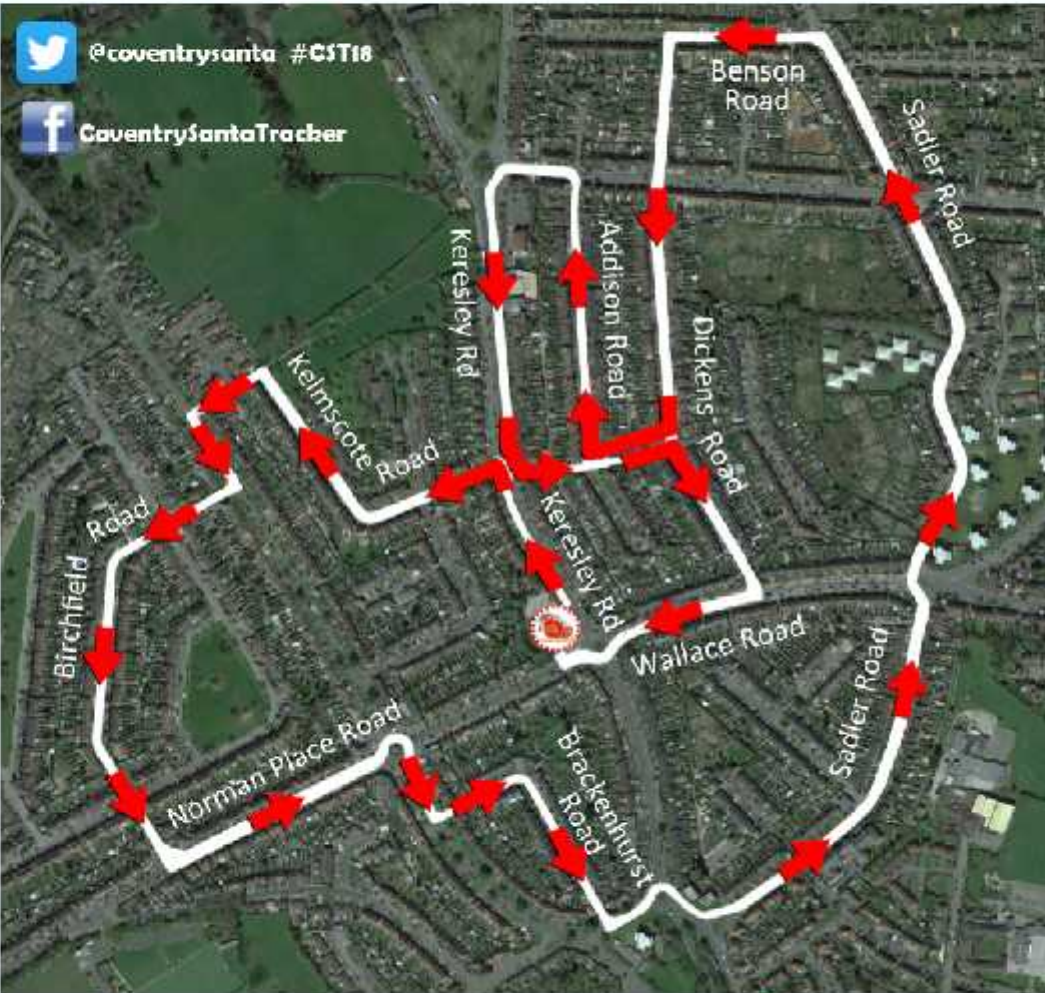 @coventrysanta #CST18
CoventrySantaTracker
Benson
Road
Sadler Road
Keresley Rd
Addison Road
Dickens Road
Kelmscote
Road
Keresley Rd
Road
Birchfield
Wallace Road
Sadler Road
Norman Place Road
Brackenhurst
Road